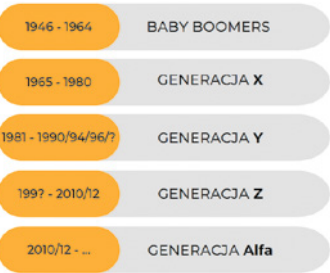 1946 - 1964 BABY BOOMERS
1965 - 1980 GENERACJA X
1981 - 1990/94/96/? GENERACJA Y
199? - 2010/12 GENERACJA Z
2010/12 - ... GENERACJA Alfa